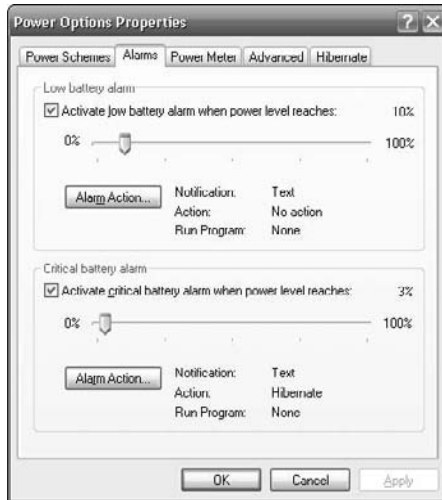 Power Options Properties
Power Schemes Alarms Power Meter Advanced Hibernate
Low battery alarm
Activate low battery alarm when power level reaches: 10%
0% 100%
Alarm Action... Notification: Text
Action: No action
Run Program: None
Critical battery alarm
Activate critical battery alarm when power level reaches: 3%
0% 100%
Alarm Action... Notification: Text
Action: Hibernate
Run Program: None
OK Cancel Apply